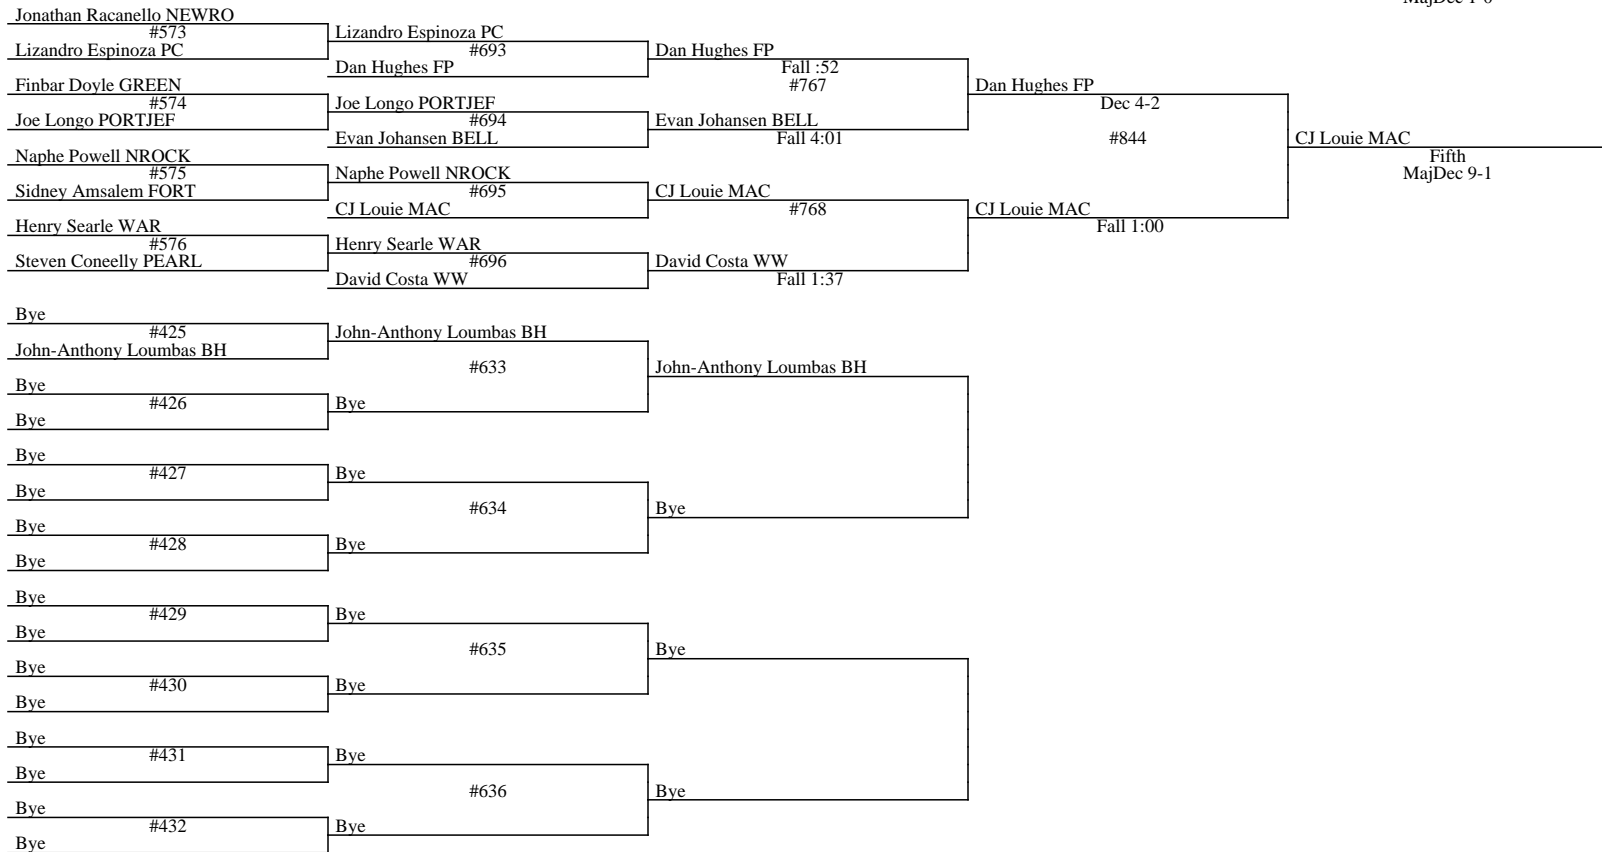 MajDec 1-0
Jonathan Racanello NEWRO
#573
Lizandro Espinoza PC
Lizandro Espinoza PC
#693
Dan Hughes FP
Dan Hughes FP
Fall :52
#767
Finbar Doyle GREEN
#574
Joe Longo PORTJEF
Joe Longo PORTJEF
#694
Evan Johansen BELL
Evan Johansen BELL
Fall 4:01
Dan Hughes FP
Dec 4-2
#844
Naphe Powell NROCK
#575
Sidney Amsalem FORT
Naphe Powell NROCK
#695
CJ Louie MAC
CJ Louie MAC
#768
Henry Searle WAR
#576
Steven Coneelly PEARL
Henry Searle WAR
#696
David Costa WW
David Costa WW
Fall 1:37
CJ Louie MAC
Fall 1:00
CJ Louie MAC
Fifth
MajDec 9-1
Bye
#425
John-Anthony Loumbas BH
John-Anthony Loumbas BH
#633
Bye
#426
Bye
Bye
John-Anthony Loumbas BH
Bye
#427
Bye
Bye
#634
Bye
#428
Bye
Bye
Bye
Bye
#429
Bye
Bye
#635
Bye
#430
Bye
Bye
Bye
Bye
#431
Bye
Bye
#636
Bye
#432
Bye
Bye
Bye